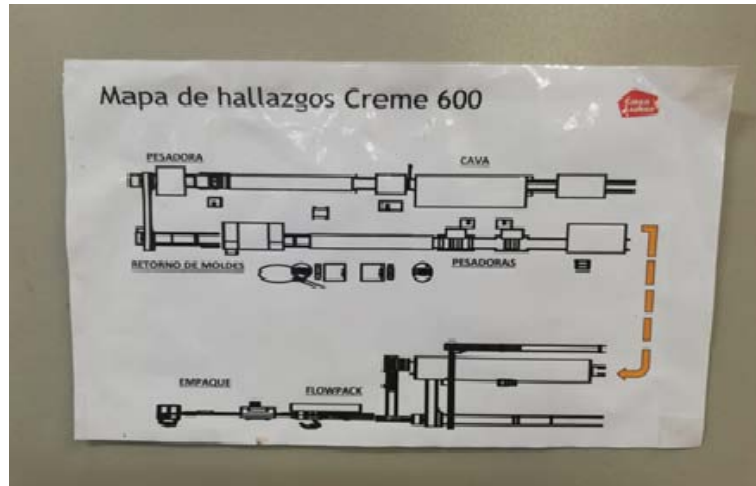 Mapa de hallazgos Creme 600
PESADORA
CAVA
RETORNO DE MOLDES
PESADORAS
EMPAQUE
FLOWPACK